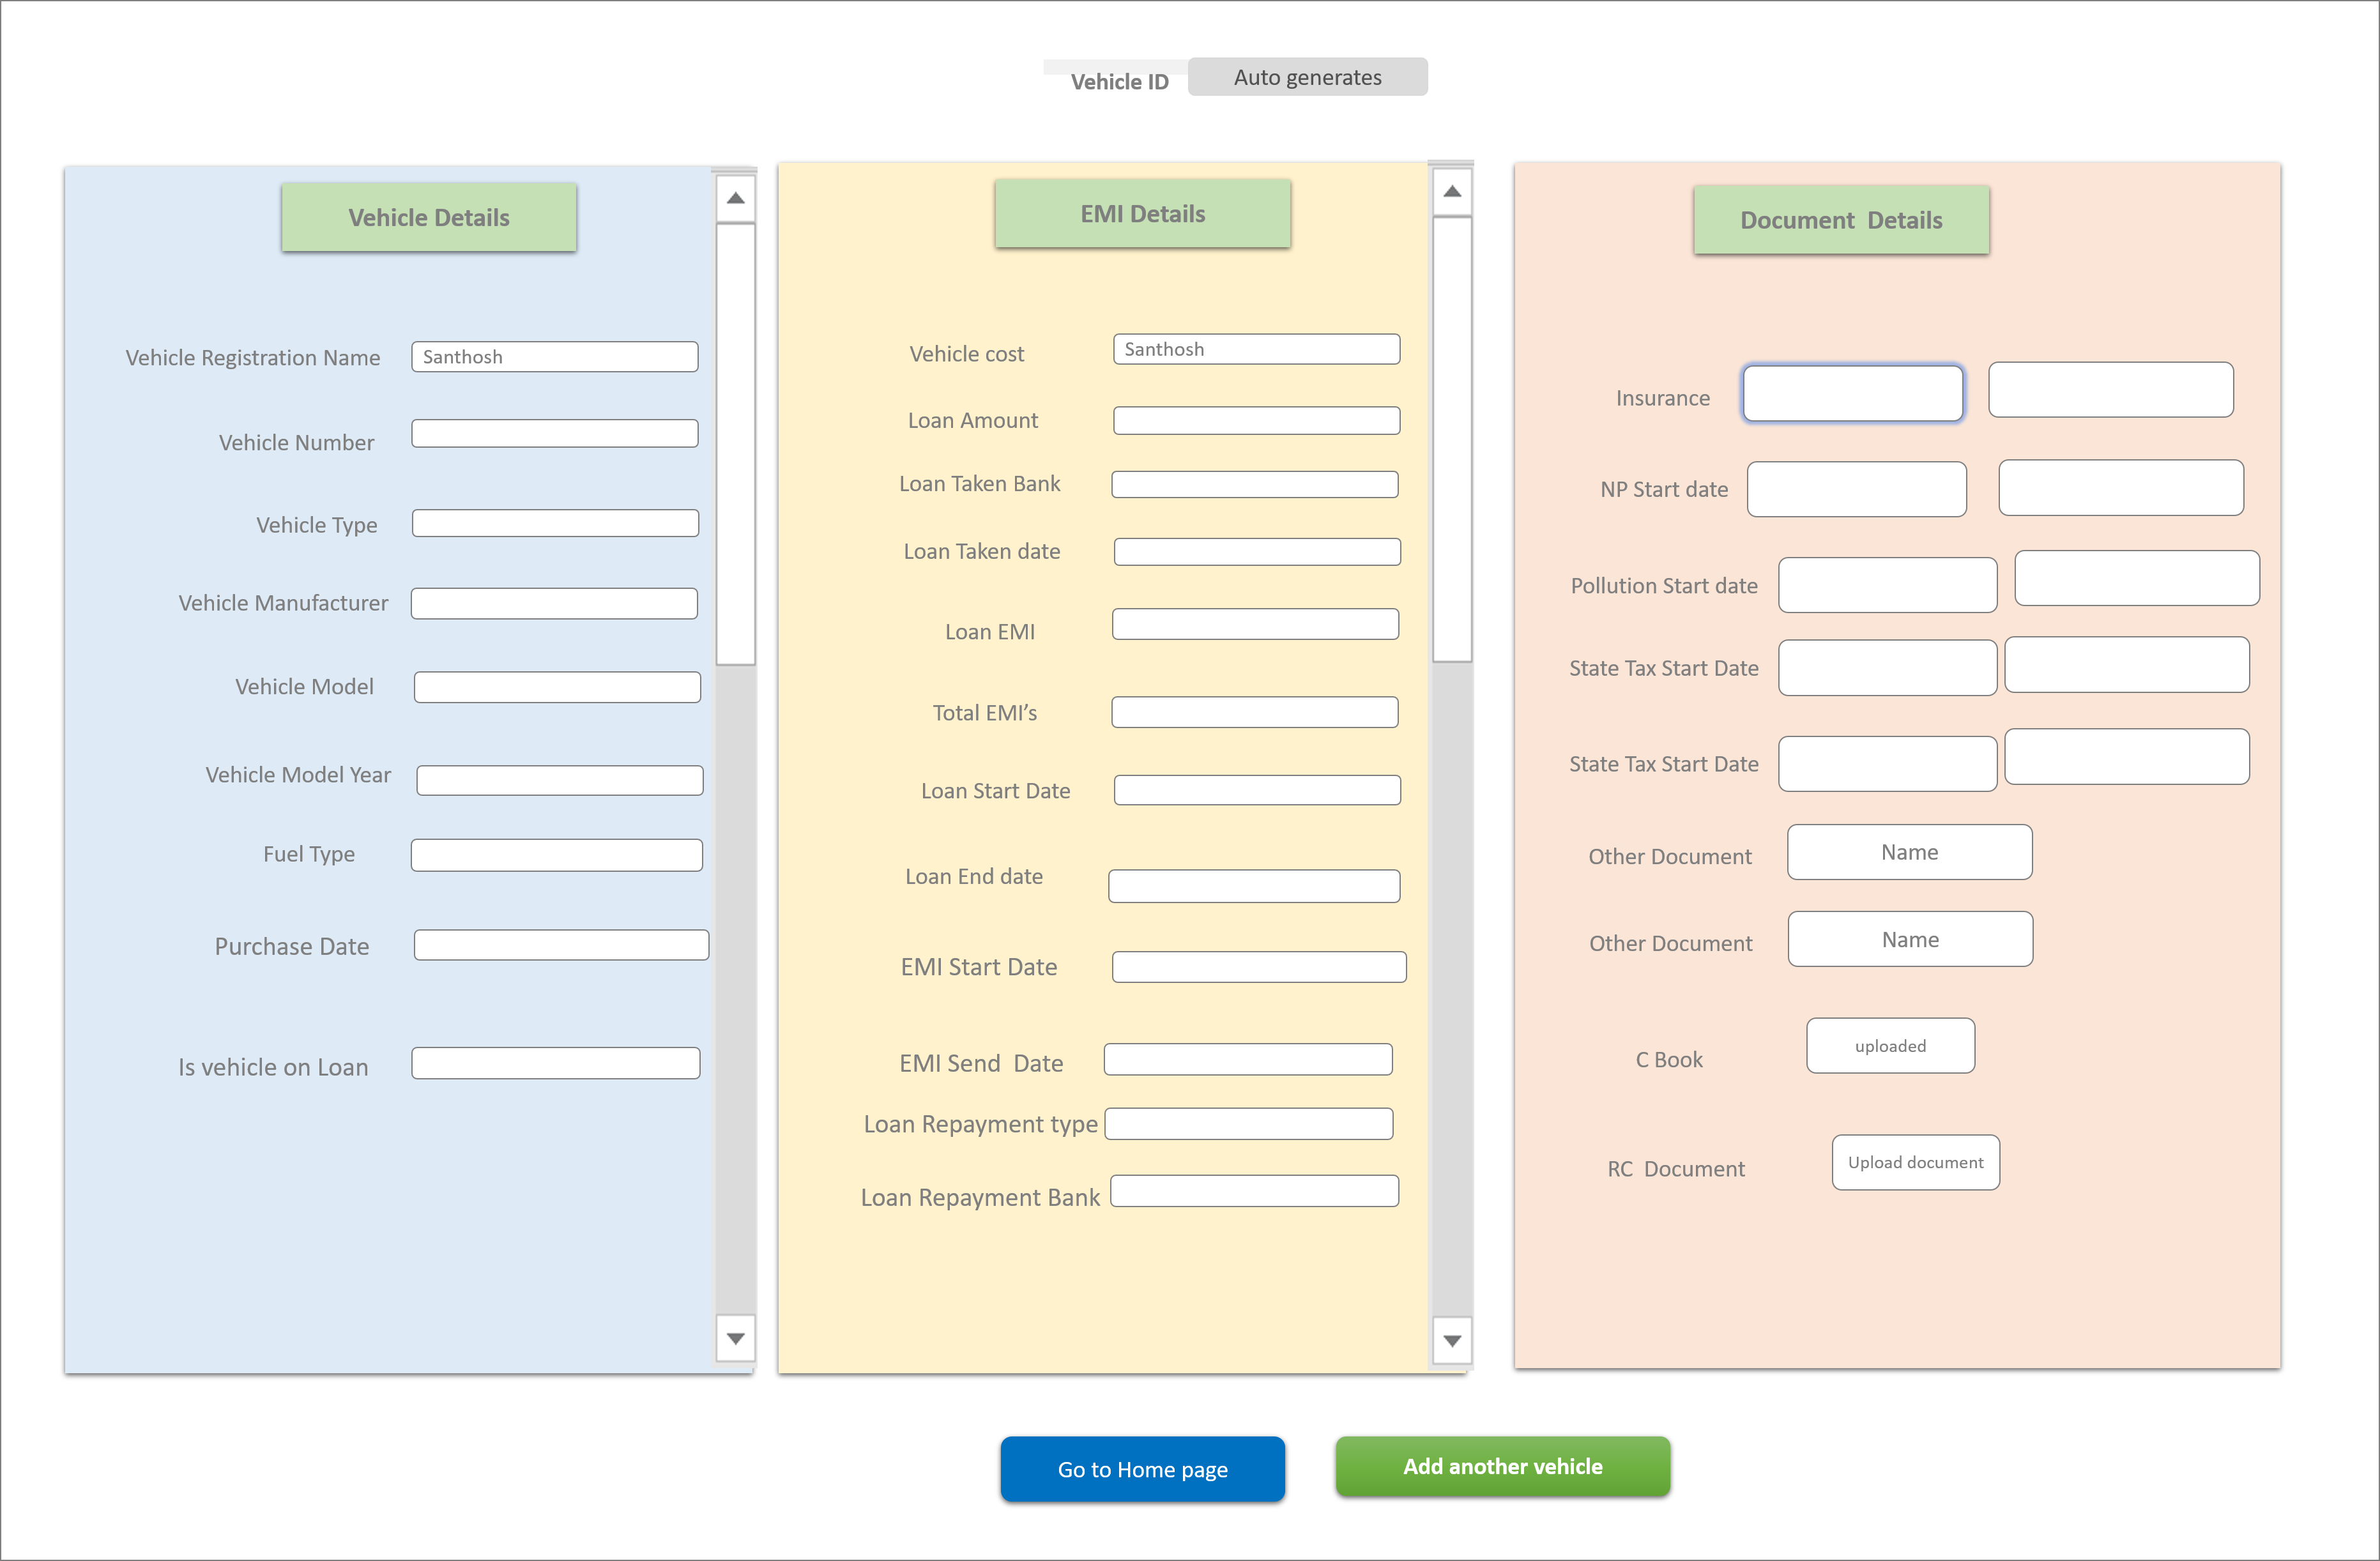 Vehicle ID
Auto generates
Vehicle Details
Vehicle Registration Name
Santhosh
Vehicle Number
Vehicle Type
Vehicle Manufacturer
Vehicle Model
Vehicle Model Year
Fuel Type
Purchase Date
Is vehicle on Loan
EMI Details
Vehicle cost
Santhosh
Loan Amount
Loan Taken Bank
Loan Taken date
Loan EMI
Total EMI’s
Loan Start Date
Loan End date
EMI Start Date
EMI Send  Date
Loan Repayment type
Loan Repayment Bank
Document  Details
Insurance
NP Start date
Pollution Start date
State Tax Start Date
State Tax Start Date
Other Document
Name
Other Document
Name
C Book
uploaded
RC  Document
Upload document
Go to Home page
Add another vehicle